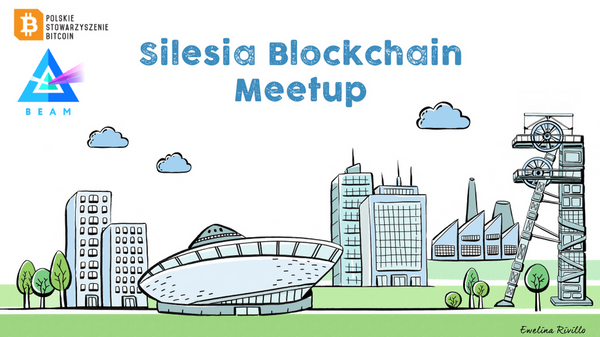 POLSKIE
STOWARZYSZENIE
BITCOIN
BEAM
Silesia Blockchain
Meetup
Ewelina Rivillo